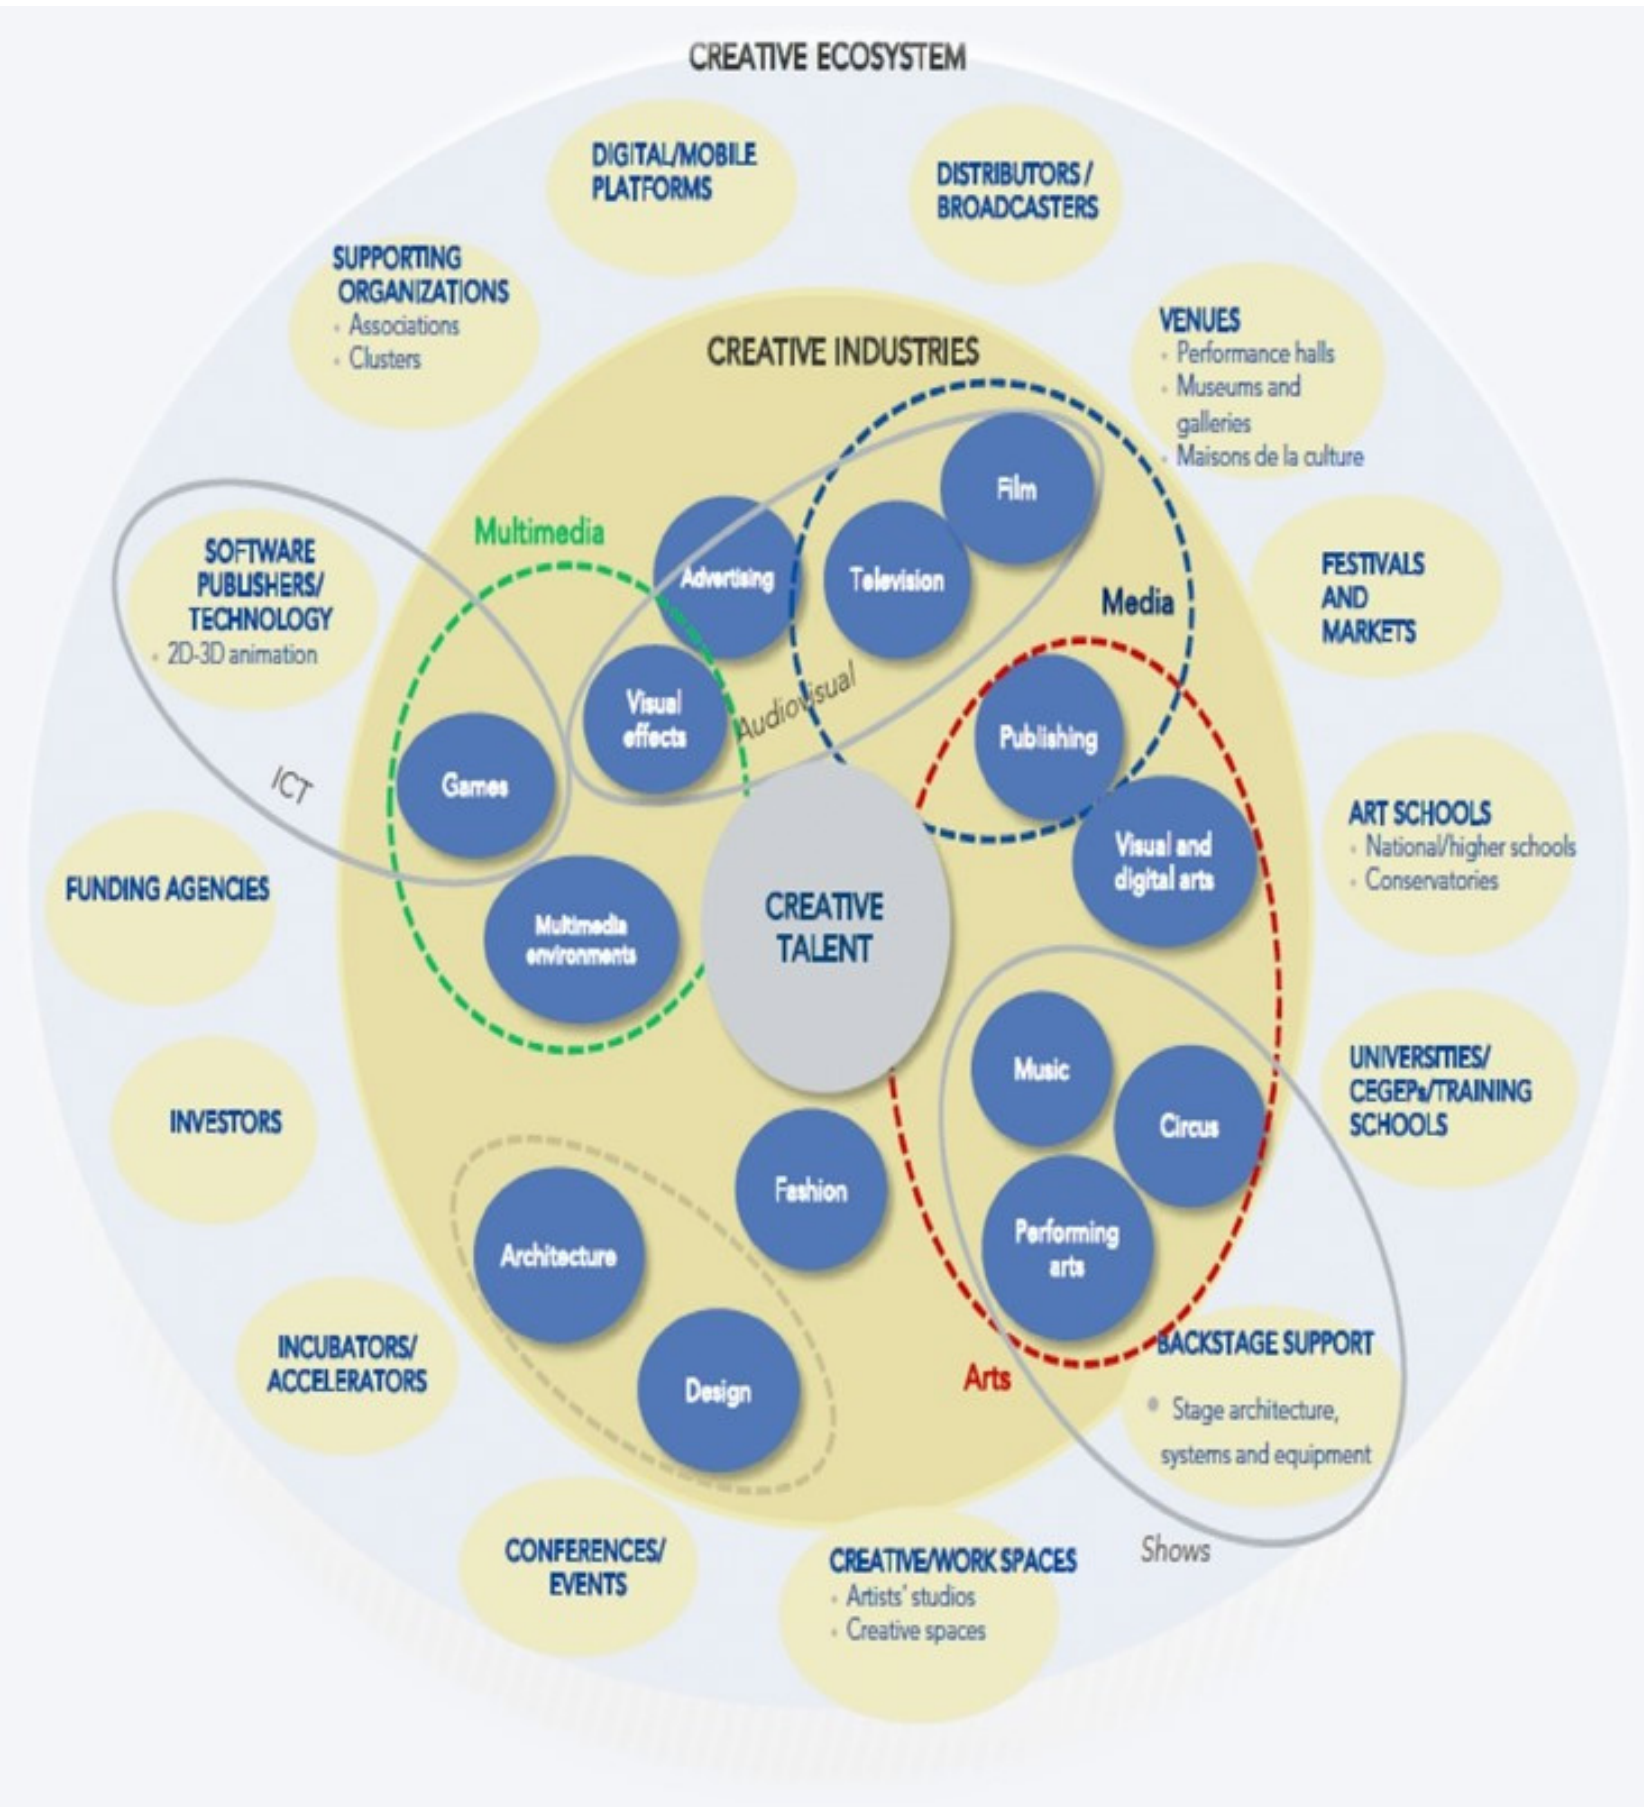 CREATIVE ECOSYSTEM
DIGITAL/MOBILE
PLATFORMS
DISTRIBUTORS /
BROADCASTERS
SUPPORTING
ORGANIZATIONS
• Associations
• Clusters
VENUES
• Performance halls
• Museums and
galleries
• Maisons de la culture
CREATIVE INDUSTRIES
SOFTWARE
PUBLISHERS/
TECHNOLOGY
• 2D-3D animation
ICT
Multimedia
Advertising
Television
Film
Media
FESTIVALS
AND
MARKETS
Visual
effects
Audiovisual
Games
Publishing
Visual and
digital arts
ART SCHOOLS
• National/higher schools
• Conservatories
FUNDING AGENCIES
Multimedia
environments
CREATIVE
TALENT
Music
Circus
Performing
arts
UNIVERSITIES/
CEGEPs/TRAINING
SCHOOLS
INVESTORS
Fashion
Architecture
Design
Arts
INCUBATORS/
ACCELERATORS
BACKSTAGE SUPPORT
• Stage architecture,
systems and equipment
Shows
CONFERENCES/
EVENTS
CREATIVE/WORK SPACES
• Artists' studios
• Creative spaces